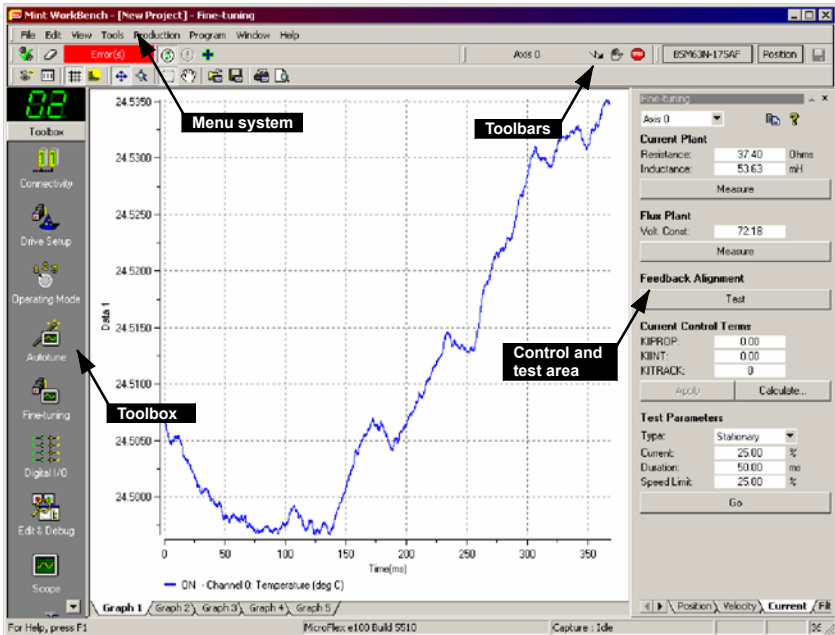 Mint WorkBench - [New Project] - Fine-tuning
File Edit View Tools Production Program Window Help
Error(s)
Axis 0
BSM63N-175AF
Position
02
Toolbox
Connectivity
Drive Setup
Operating Mode
Autotune
Fine-tuning
Digital I/O
Edit & Debug
Scope
Menu system
Toolbars
Toolbox
Control and
test area
24.5350
24.5300
24.5250
24.5200
24.5150
24.5100
24.5050
24.5000
Data 1
0 50 100 150 200 250 300 350
Time(ms)
ON - Channel 0: Temperature (deg C)
Graph 1 Graph 2 Graph 3 Graph 4 Graph 5
Fine-tuning
Axis 0
Current Plant
Resistance: 37.40 Ohms
Inductance: 53.63 mH
Measure
Flux Plant
Volt. Const: 72.18
Measure
Feedback Alignment
Test
Current Control Terms
KIPROP: 0.00
KIINT: 0.00
KITRACK: 0
Apply Calculate...
Test Parameters
Type: Stationary
Current: 25.00 %
Duration: 50.00 ms
Speed Limit: 25.00 %
Go
Position Velocity Current Filt
For Help, press F1
MicroFlex e100 Build 5510
Capture : Idle